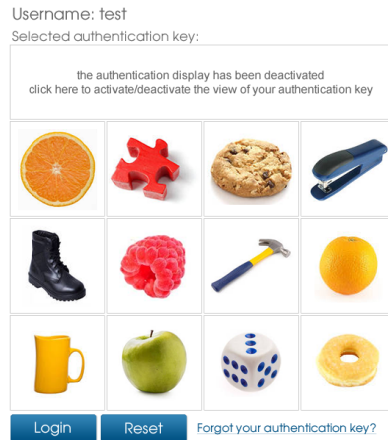 Username: test
Selected authentication key:
the authentication display has been deactivated
click here to activate/deactivate the view of your authentication key
Login
Reset
Forgot your authentication key?